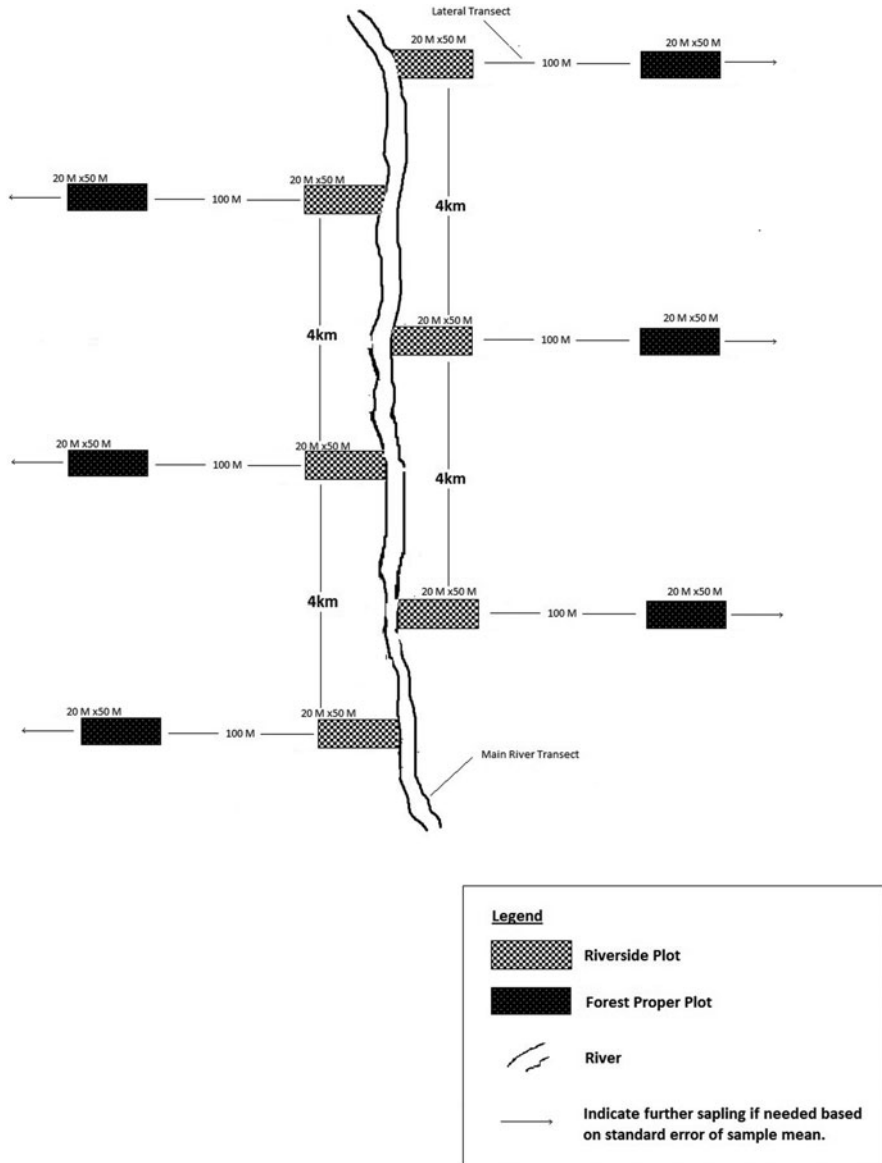 Lateral Transect
20 M x50 M
20 M x50 M
100 M
20 M x50 M
20 M x50 M
100 M
4km
20 M x50 M
20 M x50 M
4km
100 M
20 M x50 M
20 M x50 M
100 M
4km
20 M x50 M
20 M x50 M
4km
100 M
20 M x50 M
20 M x50 M
100 M
Main River Transect
Legend
Riverside Plot
Forest Proper Plot
River
Indicate further sapling if needed based
on standard error of sample mean.